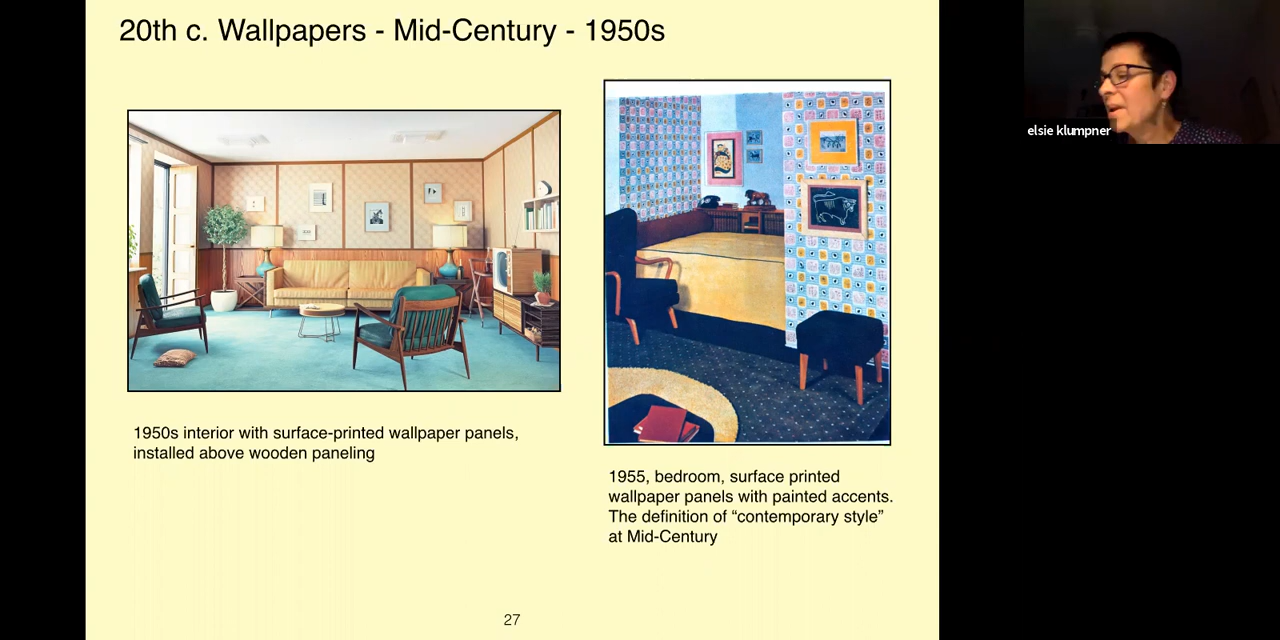 20th c. Wallpapers - Mid-Century - 1950s
elsie klumpner
1950s interior with surface-printed wallpaper panels,
installed above wooden paneling
1955, bedroom, surface printed
wallpaper panels with painted accents.
The definition of “contemporary style”
at Mid-Century
27